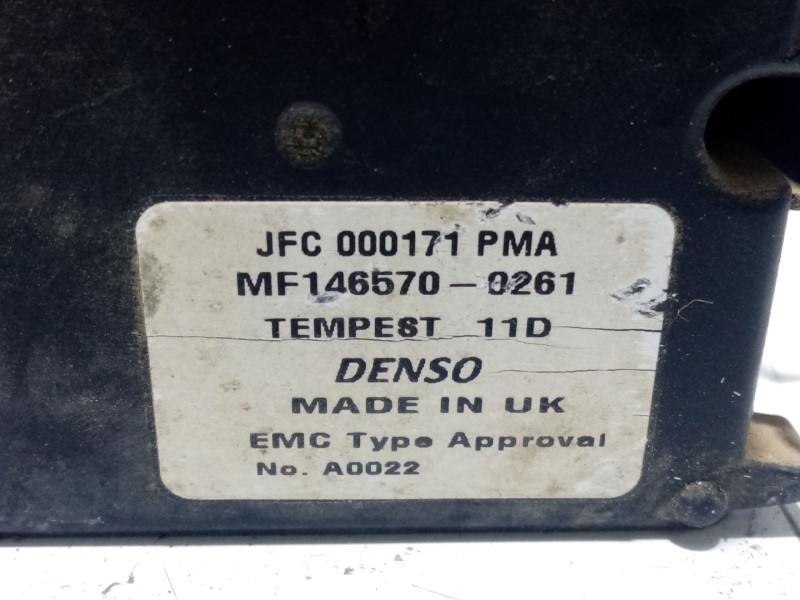 JFC 000171 PMA
MF146570-0261
TEMPEST 11D
DENSO
MADE IN UK
EMC Type Approval
No. A0022